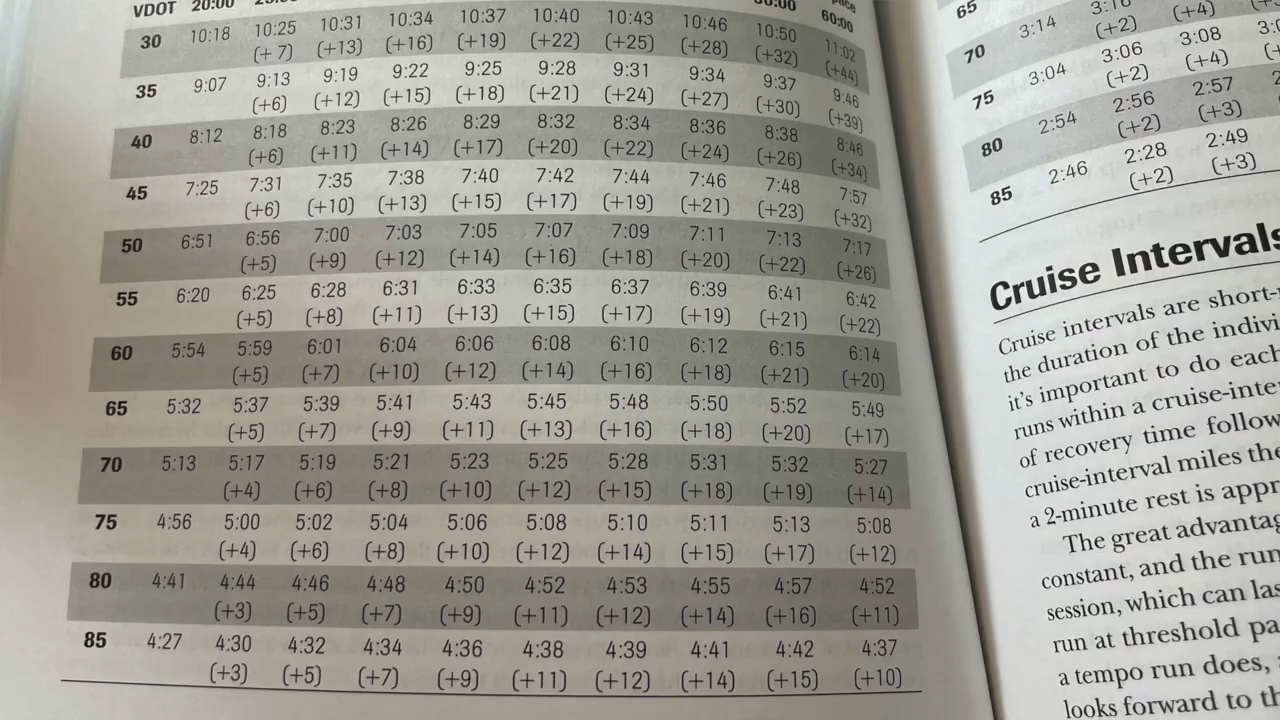 VDOT 20:00
Pace
60:00
30 10:18 10:25 10:31 10:34 10:37 10:40 10:43 10:46 10:50 11:02
(+ 7) (+13) (+16) (+19) (+22) (+25) (+28) (+32) (+44)
35 9:07 9:13 9:19 9:22 9:25 9:28 9:31 9:34 9:37 9:46
(+6) (+12) (+15) (+18) (+21) (+24) (+27) (+30) (+39)
40 8:12 8:18 8:23 8:26 8:29 8:32 8:34 8:36 8:38 8:46
(+6) (+11) (+14) (+17) (+20) (+22) (+24) (+26) (+34)
45 7:25 7:31 7:35 7:38 7:40 7:42 7:44 7:46 7:48 7:57
(+6) (+10) (+13) (+15) (+17) (+19) (+21) (+23) (+32)
50 6:51 6:56 7:00 7:03 7:05 7:07 7:09 7:11 7:13 7:17
(+5) (+9) (+12) (+14) (+16) (+18) (+20) (+22) (+26)
55 6:20 6:25 6:28 6:31 6:33 6:35 6:37 6:39 6:41 6:42
(+5) (+8) (+11) (+13) (+15) (+17) (+19) (+21) (+22)
60 5:54 5:59 6:01 6:04 6:06 6:08 6:10 6:12 6:15 6:14
(+5) (+7) (+10) (+12) (+14) (+16) (+18) (+21) (+20)
65 5:32 5:37 5:39 5:41 5:43 5:45 5:48 5:50 5:52 5:49
(+5) (+7) (+9) (+11) (+13) (+16) (+18) (+20) (+17)
70 5:13 5:17 5:19 5:21 5:23 5:25 5:28 5:31 5:32 5:27
(+4) (+6) (+8) (+10) (+12) (+15) (+18) (+19) (+14)
75 4:56 5:00 5:02 5:04 5:06 5:08 5:10 5:11 5:13 5:08
(+4) (+6) (+8) (+10) (+12) (+14) (+15) (+17) (+12)
80 4:41 4:44 4:46 4:48 4:50 4:52 4:53 4:55 4:57 4:52
(+3) (+5) (+7) (+9) (+11) (+12) (+14) (+16) (+11)
85 4:27 4:30 4:32 4:34 4:36 4:38 4:39 4:41 4:42 4:37
(+3) (+5) (+7) (+9) (+11) (+12) (+14) (+15) (+10)
65
70 3:14
(+2) (+4)
75 3:04 3:06 3:08
(+2) (+4)
80 2:54 2:56 2:57
(+2) (+3)
85 2:46 2:28 2:49
(+2) (+3)
Cruise Intervals
Cruise intervals are short-
the duration of the indivi
it's important to do each
runs within a cruise-inte
of recovery time follow
cruise-interval miles the
a 2-minute rest is appr
The great advantag
constant, and the run
session, which can las
run at threshold pa
a tempo run does,
looks forward to th